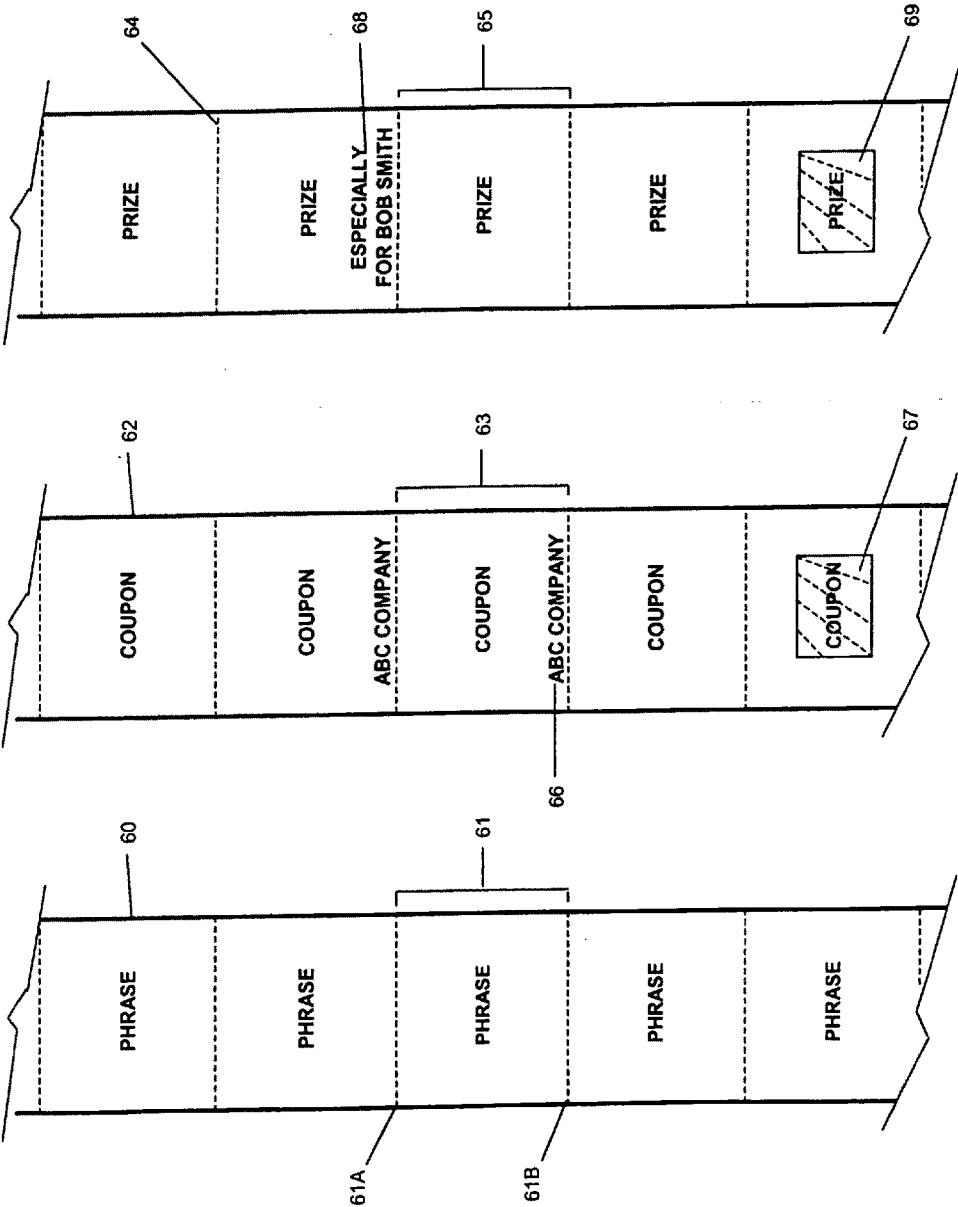 60
PHRASE
PHRASE
61
PHRASE
PHRASE
PHRASE
61A
61B
62
COUPON
COUPON
ABC COMPANY
63
COUPON
ABC COMPANY
66
COUPON
COUPON
67
64
PRIZE
PRIZE
ESPECIALLY
FOR BOB SMITH
68
65
PRIZE
PRIZE
PRIZE
69